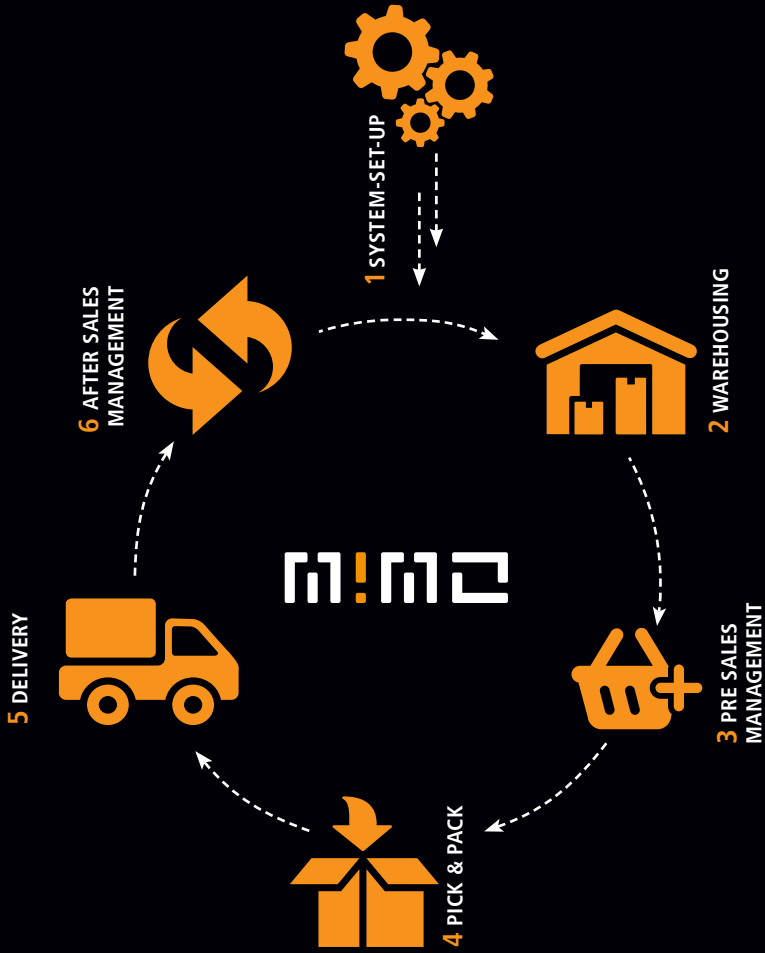 1 SYSTEM-SET-UP
2 WAREHOUSING
3 PRE SALES
MANAGEMENT
4 PICK & PACK
5 DELIVERY
6 AFTER SALES
MANAGEMENT
m!mo